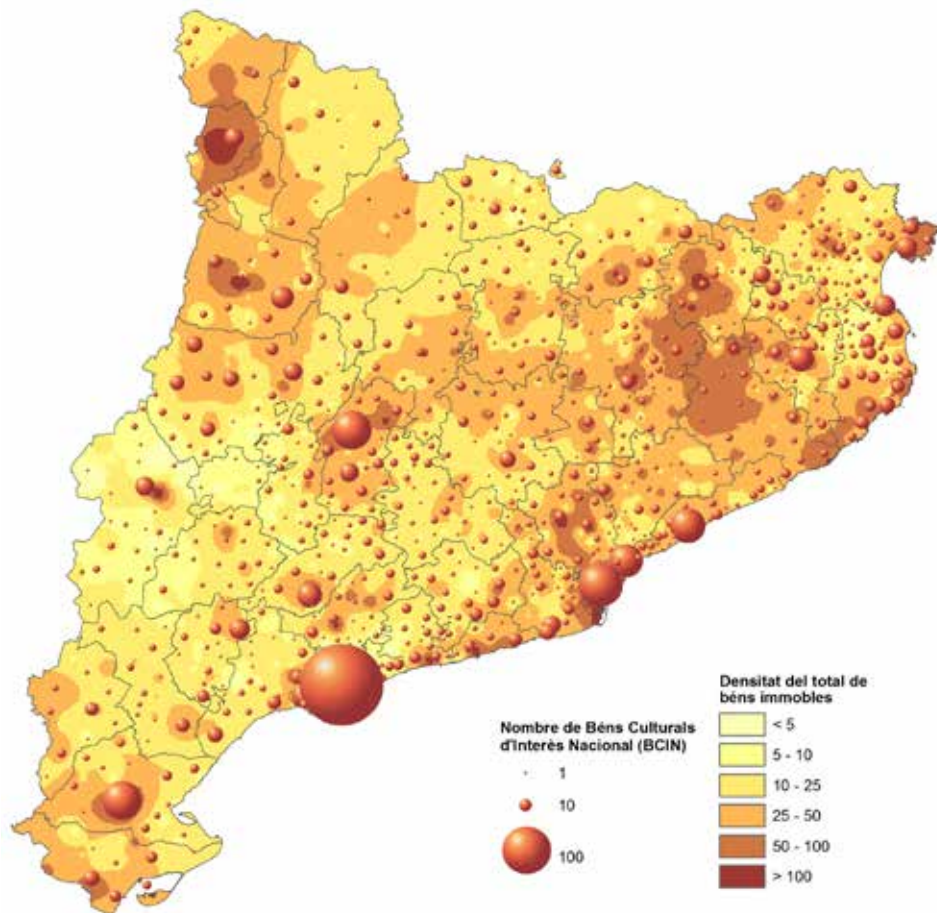 Nombre de Béns Culturals
d'Interès Nacional (BCIN)
1
10
100
Densitat del total de
béns immobles
< 5
5 - 10
10 - 25
25 - 50
50 - 100
> 100